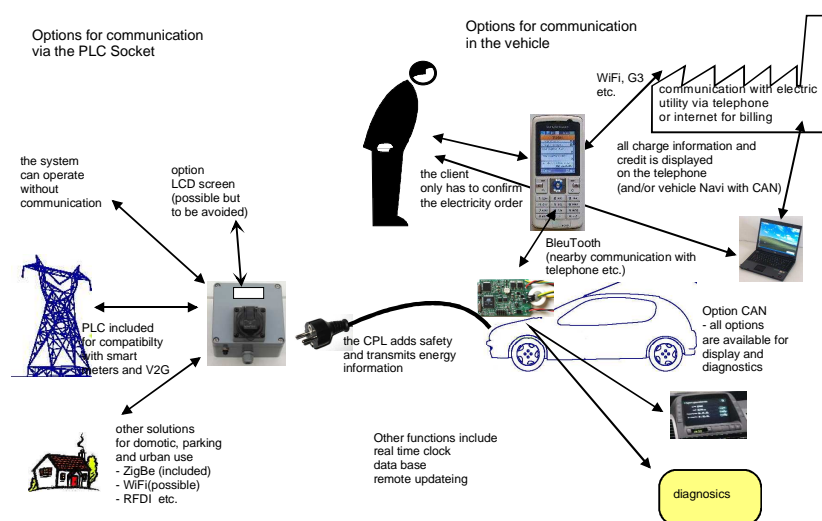 Options for communication
via the PLC Socket
Options for communication
in the vehicle
WiFi, G3
etc.
communication with electric
utility via telephone
or internet for billing
the system
can operate
without
communication
option
LCD screen
(possible but
to be avoided)
the client
only has to confirm
the electricity order
all charge information and
credit is displayed
on the telephone
(and/or vehicle Navi with CAN)
BleuTooth
(nearby communication with
telephone etc.)
PLC included
for compatibilty
with smart
meters and V2G
the CPL adds safety
and transmits energy
information
Option CAN
- all options
are available for
display and
diagnostics
other solutions
for domotic, parking
and urban use
- ZigBe (included)
- WiFi(possible)
- RFDI etc.
Other functions include
real time clock
data base
remote updateing
diagnosics